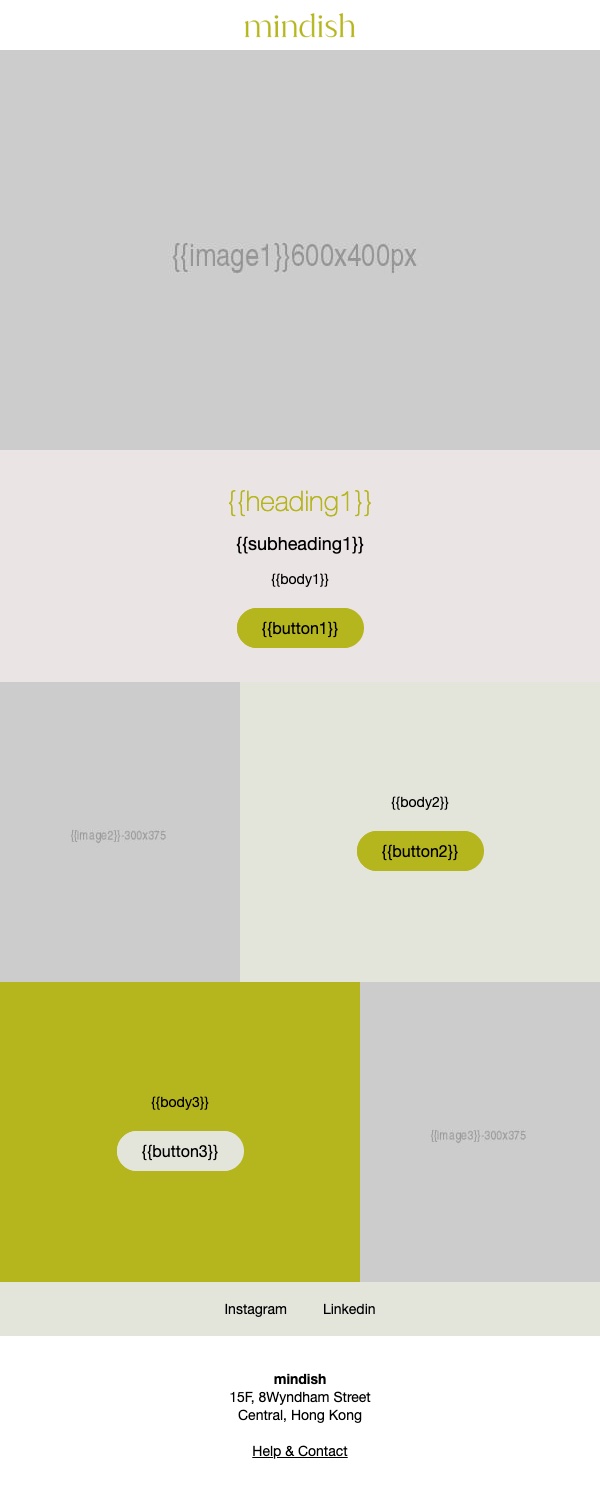 mindish
{{image1}}600x400px
{{heading1}}
{{subheading1}}
{{body1}}
{{button1}}
{{image2}}-300x375
{{body2}}
{{button2}}
{{body3}}
{{button3}}
{{image3}}-300x375
Instagram Linkedin
mindish
15F, 8Wyndham Street
Central, Hong Kong
Help & Contact